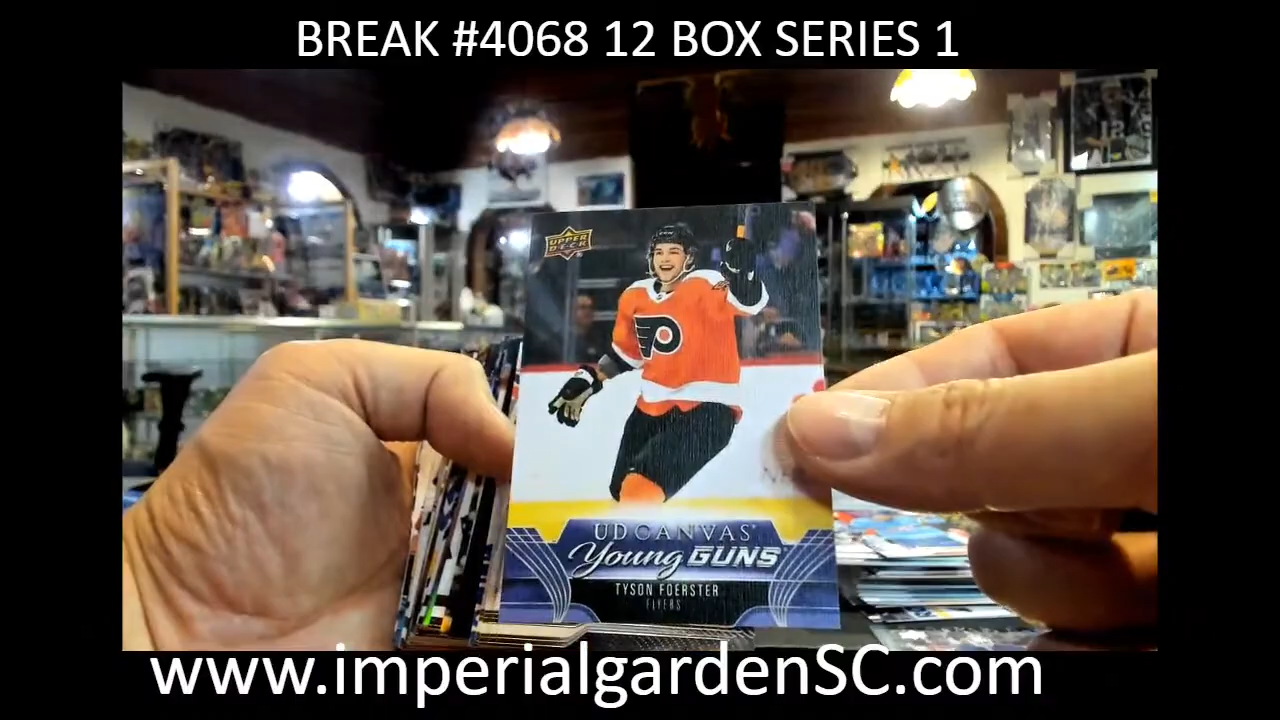 BREAK #4068 12 BOX SERIES 1
UPPER
DECK
UD CANVAS
Young GUNS
TYSON FOERSTER
FLYERS
www.imperialgardenSC.com